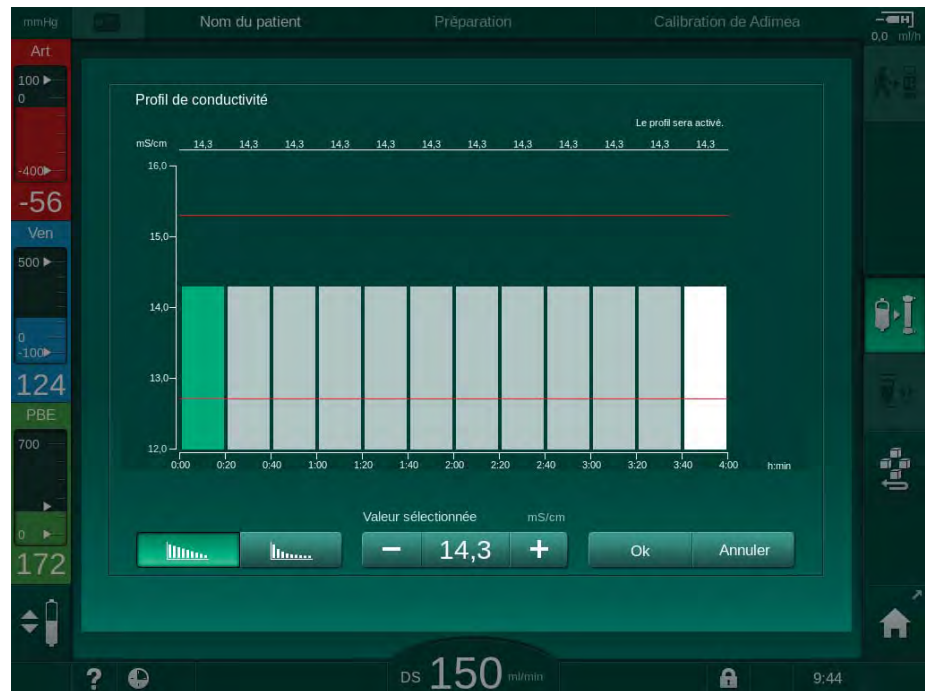 mmHg
Nom du patient
Préparation
Calibration de Adimea
H
0,0 ml/h
Art
100
0
-400
-56
Ven
500
0
-100
124
PBE
700
0
172
Profil de conductivité
Le profil sera activé.
mS/cm 14,3 14,3 14,3 14,3 14,3 14,3 14,3 14,3 14,3 14,3 14,3 14,3
16,0
15,0
14,0
13,0
12,0
0:00 0:20 0:40 1:00 1:20 1:40 2:00 2:20 2:40 3:00 3:20 3:40 4:00 h:min
Valeur sélectionnée mS/cm
− 14,3 +
Ok
Annuler
? DS 150 ml/min 9:44